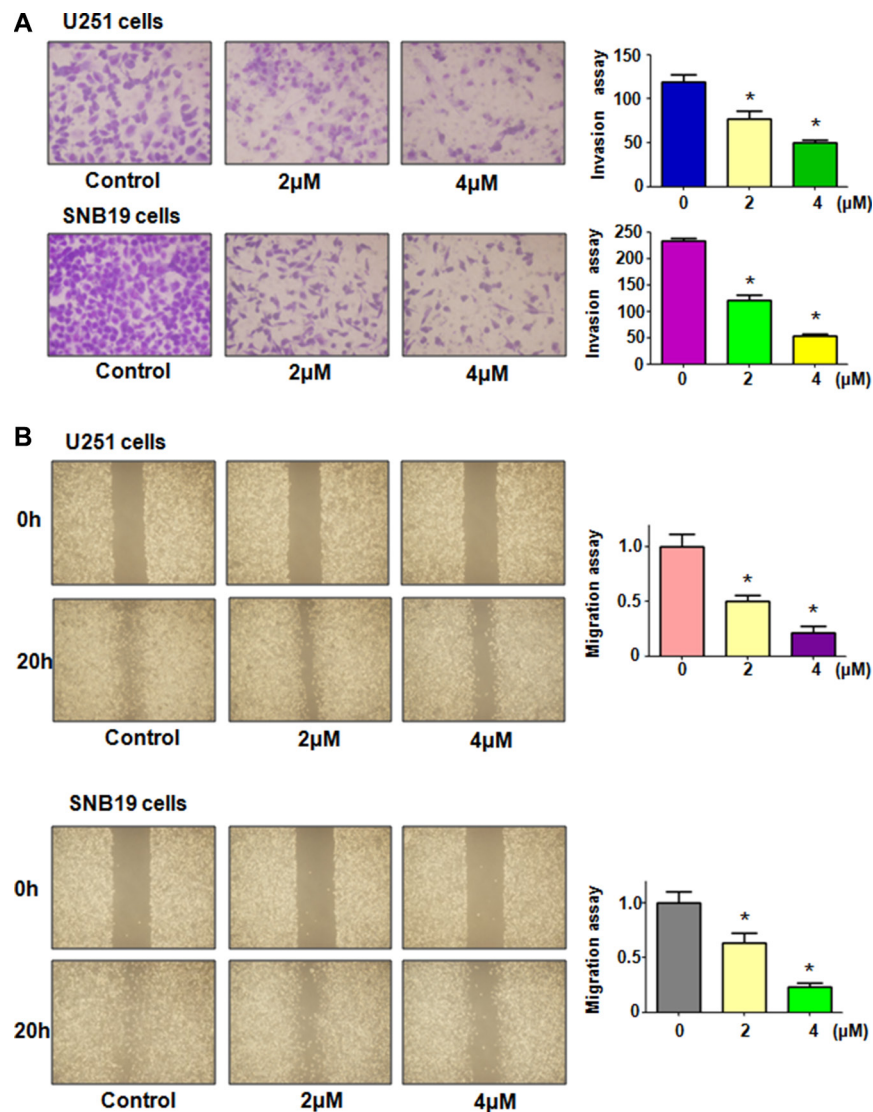 A
U251 cells
Control 2µM 4µM
Invasion assay
150
100
50
0
0 2 4 (µM)
* *
SNB19 cells
Control 2µM 4µM
Invasion assay
250
200
150
100
50
0
0 2 4 (µM)
* *
B
U251 cells
0h
20h
Control 2µM 4µM
Migration assay
1.0
0.5
0
0 2 4 (µM)
* *
SNB19 cells
0h
20h
Control 2µM 4µM
Migration assay
1.0
0.5
0
0 2 4 (µM)
* *